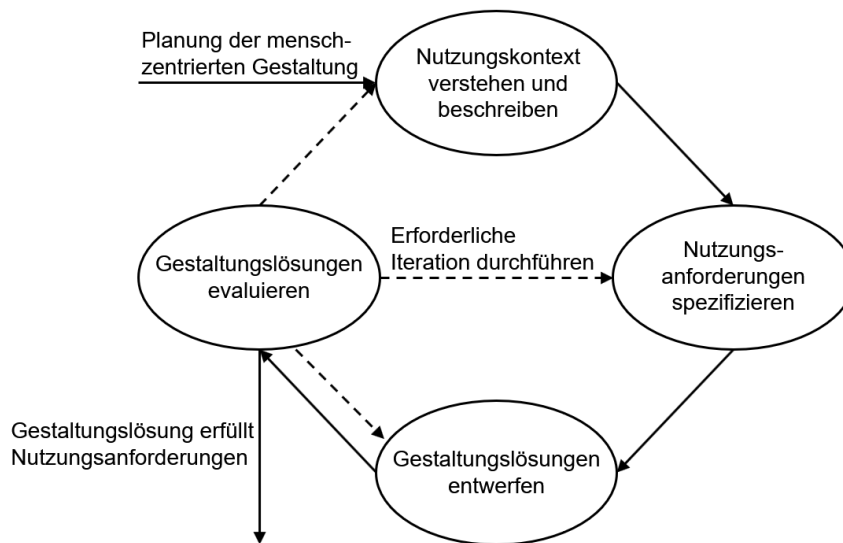 Planung der mensch-
zentrierten Gestaltung
Nutzungskontext
verstehen und
beschreiben
Erforderliche
Iteration durchführen
Gestaltungslösungen
evaluieren
Nutzungs-
anforderungen
spezifizieren
Gestaltungslösung erfüllt
Nutzungsanforderungen
Gestaltungslösungen
entwerfen